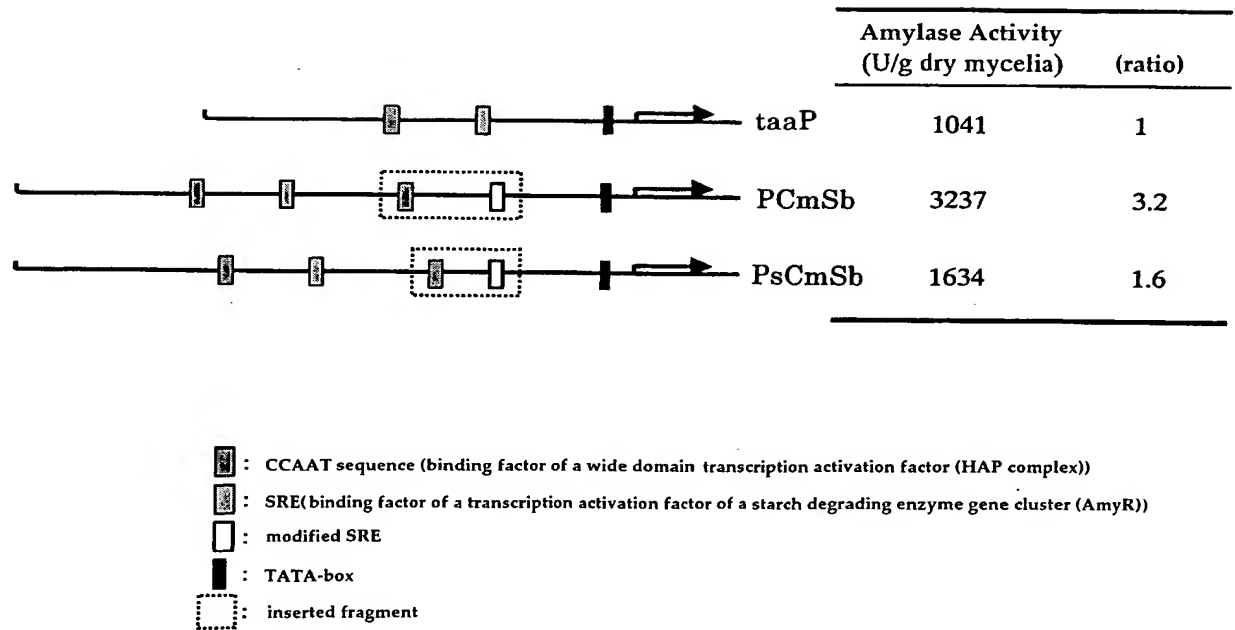 Amylase Activity
(U/g dry mycelia) (ratio)
taaP 1041 1
PCmSb 3237 3.2
PsCmSb 1634 1.6
: CCAAT sequence (binding factor of a wide domain transcription activation factor (HAP complex))
: SRE(binding factor of a transcription activation factor of a starch degrading enzyme gene cluster (AmyR))
: modified SRE
: TATA-box
: inserted fragment